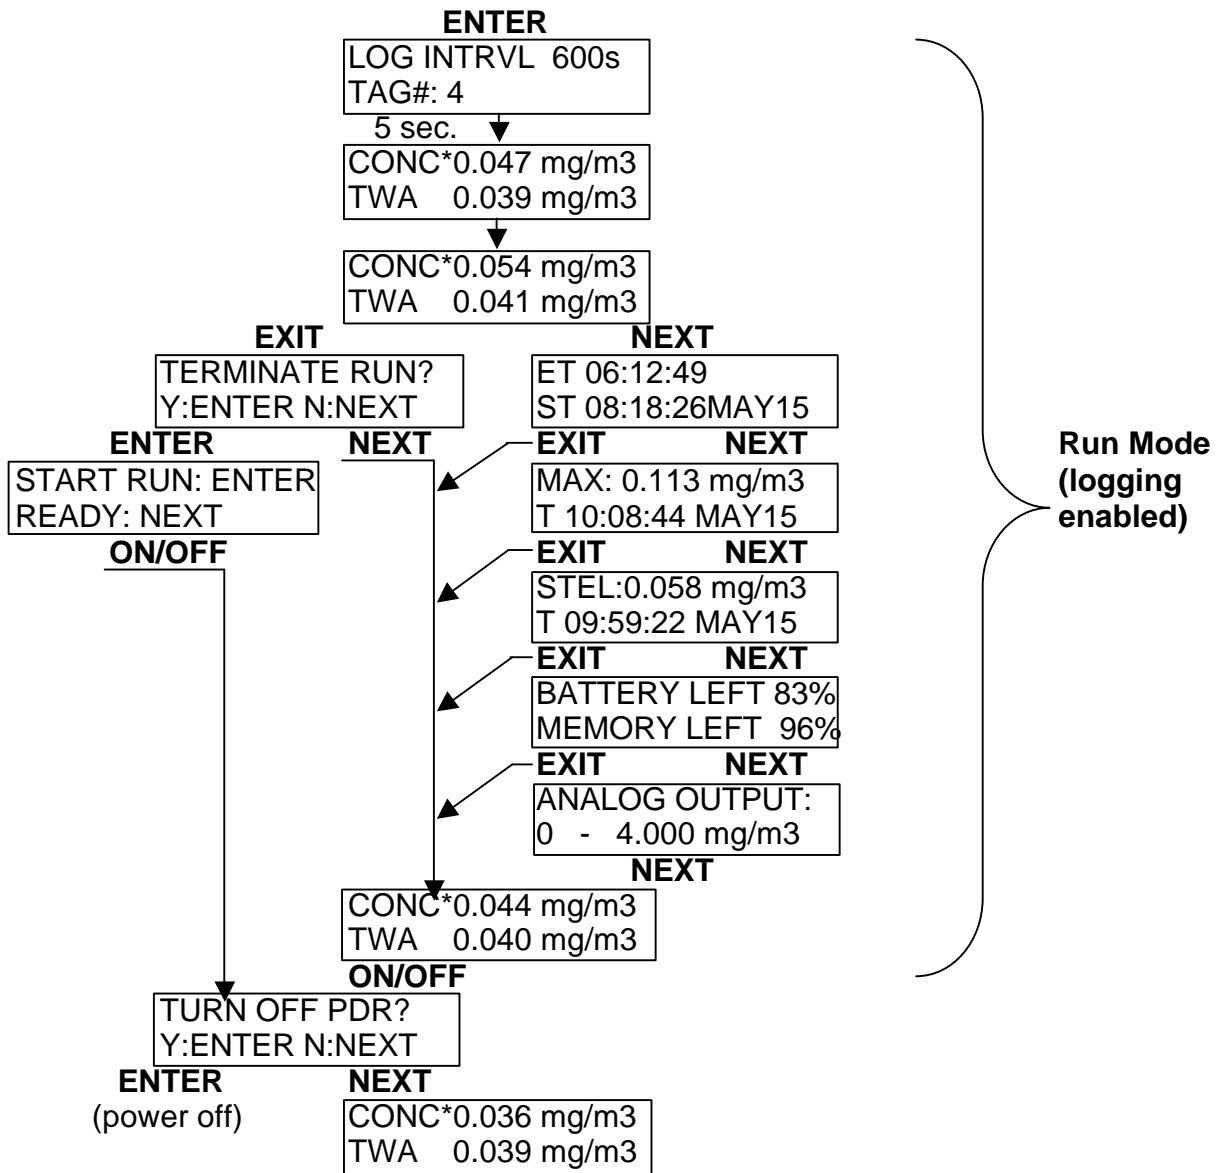 ENTER
LOG INTRVL  600s
TAG#: 4
5 sec.
CONC*0.047 mg/m3
TWA    0.039 mg/m3
CONC*0.054 mg/m3
TWA    0.041 mg/m3
EXIT
NEXT
TERMINATE RUN?
Y:ENTER N:NEXT
ET 06:12:49
ST 08:18:26MAY15
ENTER
NEXT
EXIT
NEXT
START RUN: ENTER
READY: NEXT
MAX: 0.113 mg/m3
T 10:08:44 MAY15
Run Mode
(logging
enabled)
ON/OFF
EXIT
NEXT
STEL:0.058 mg/m3
T 09:59:22 MAY15
EXIT
NEXT
BATTERY LEFT 83%
MEMORY LEFT  96%
EXIT
NEXT
ANALOG OUTPUT:
0   -   4.000 mg/m3
NEXT
CONC*0.044 mg/m3
TWA    0.040 mg/m3
ON/OFF
TURN OFF PDR?
Y:ENTER N:NEXT
ENTER
(power off)
NEXT
CONC*0.036 mg/m3
TWA    0.039 mg/m3